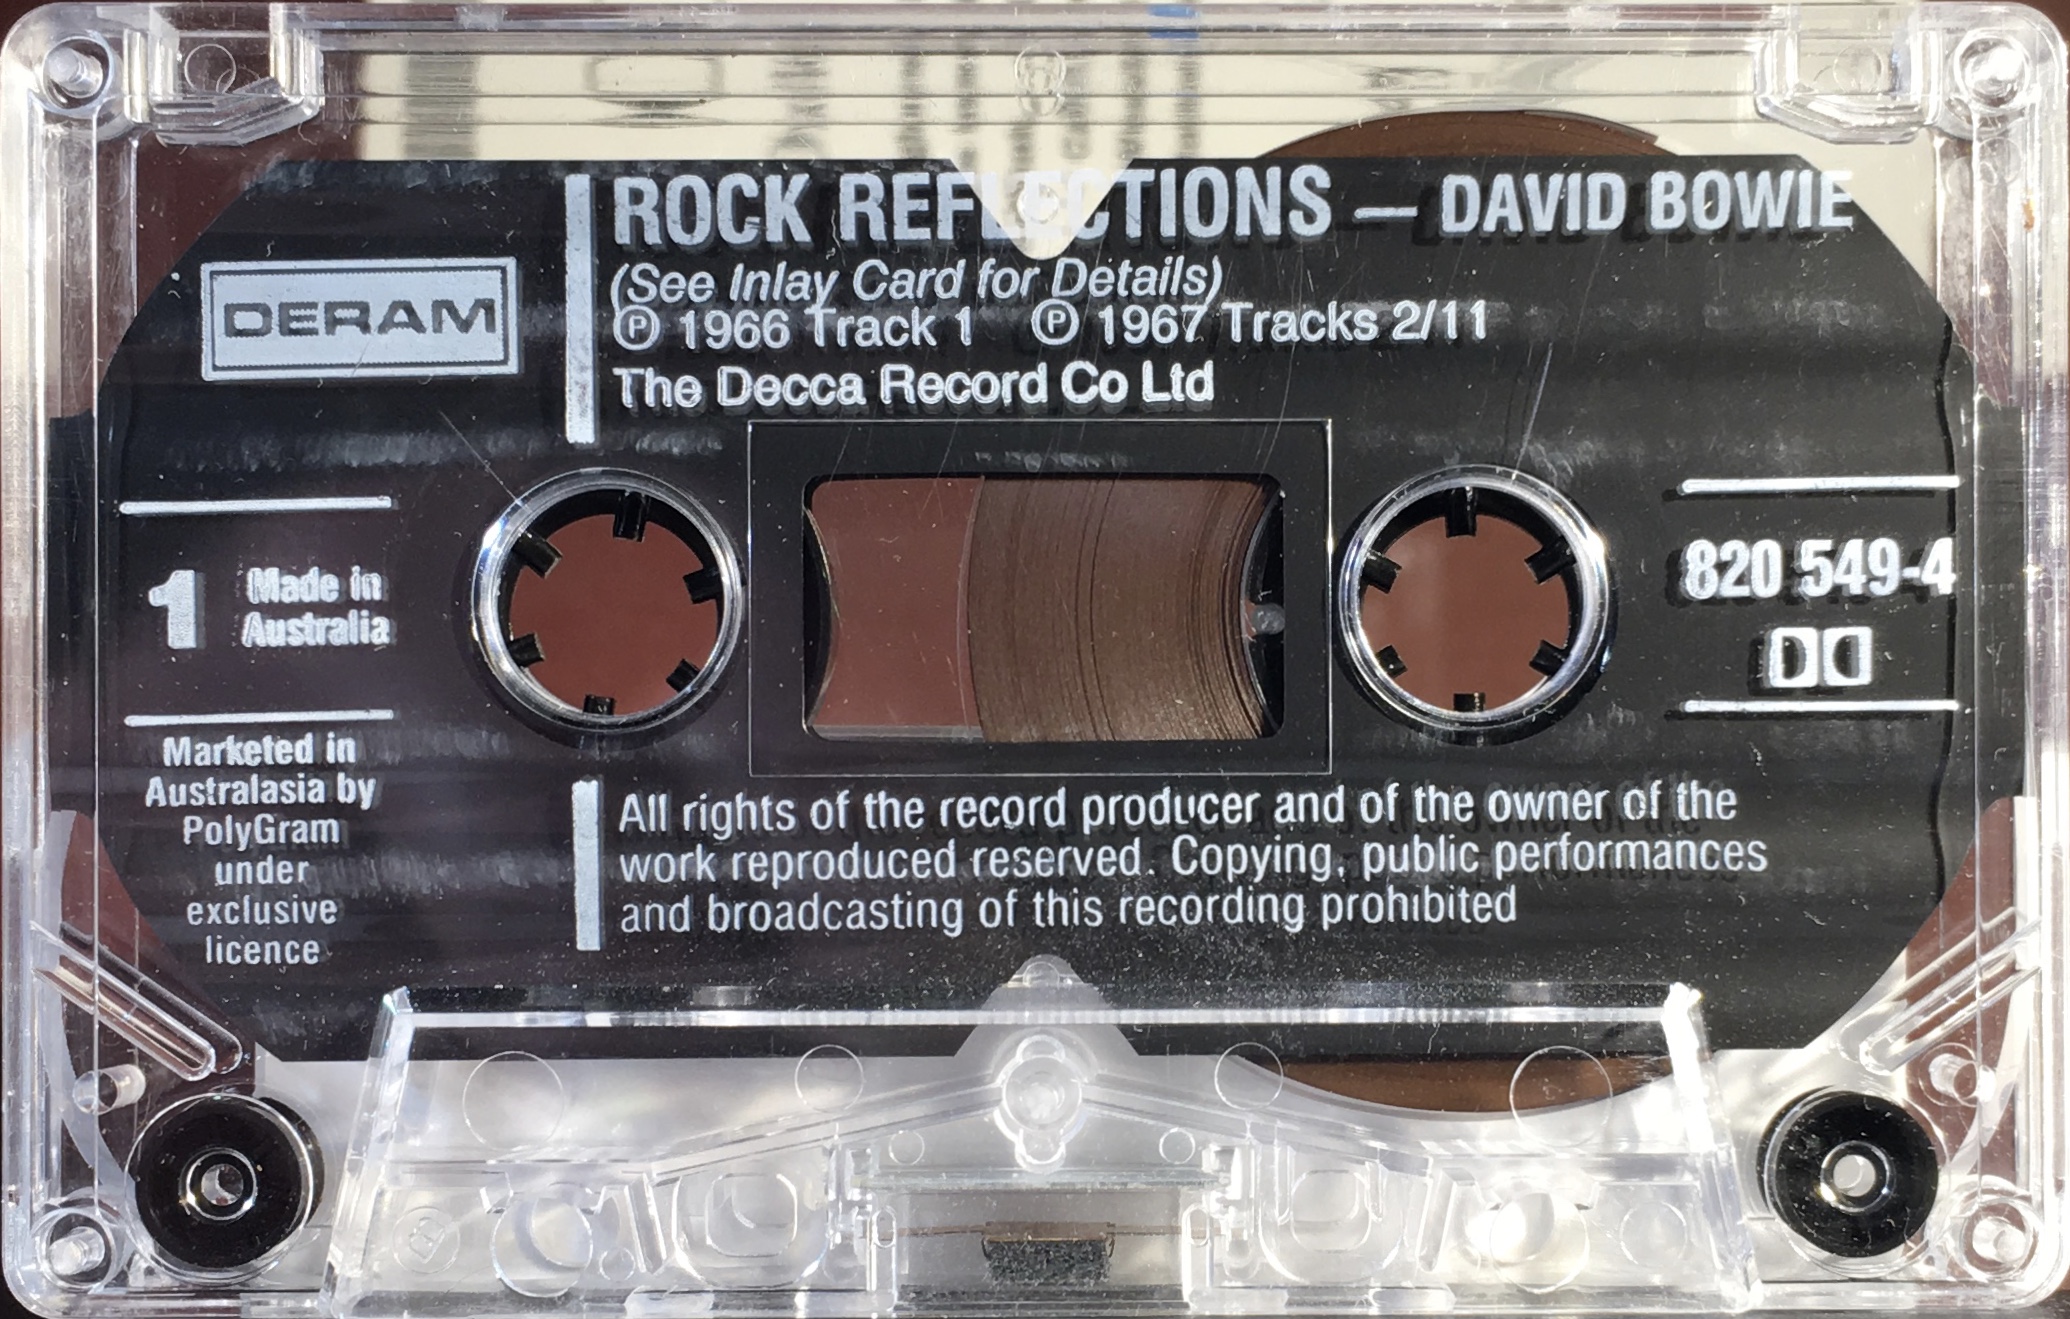 ROCK REFLECTIONS — DAVID BOWIE
(See Inlay Card for Details)
DERAM
Ⓟ 1966 Track 1 Ⓟ 1967 Tracks 2/11
The Decca Record Co Ltd
1 Made in
Australia
820 549-4
Marketed in
Australasia by
PolyGram
under
exclusive
licence
All rights of the record producer and of the owner of the
work reproduced reserved. Copying, public performances
and broadcasting of this recording prohibited